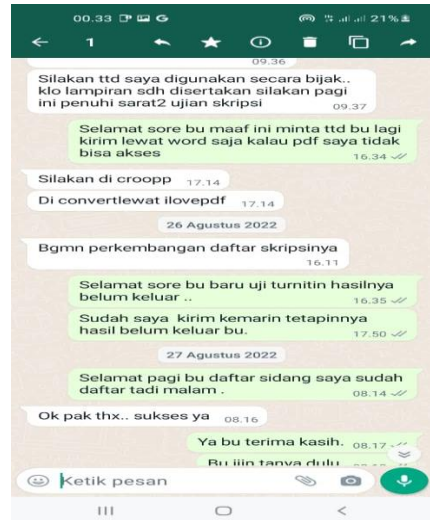 00.33
21%
1
09.36
Silakan ttd saya digunakan secara bijak..
klo lampiran sdh disertakan silakan pagi
ini penuhi sarat2 ujian skripsi
09.37
Selamat sore bu maaf ini minta ttd bu lagi
kirim lewat word saja kalau pdf saya tidak
bisa akses
16.34
Silakan di croopp
17.14
Di convertlewat ilovepdf
17.14
26 Agustus 2022
Bgmn perkembangan daftar skripsinya
16.11
Selamat sore bu baru uji turnitin hasilnya
belum keluar ..
16.35
Sudah saya kirim kemarin tetapinnya
hasil belum keluar bu.
17.50
27 Agustus 2022
Selamat pagi bu daftar sidang saya sudah
daftar tadi malam .
08.14
Ok pak thx.. sukses ya
08.16
Ya bu terima kasih.
08.17
Bu ijin tanya dulu
Ketik pesan